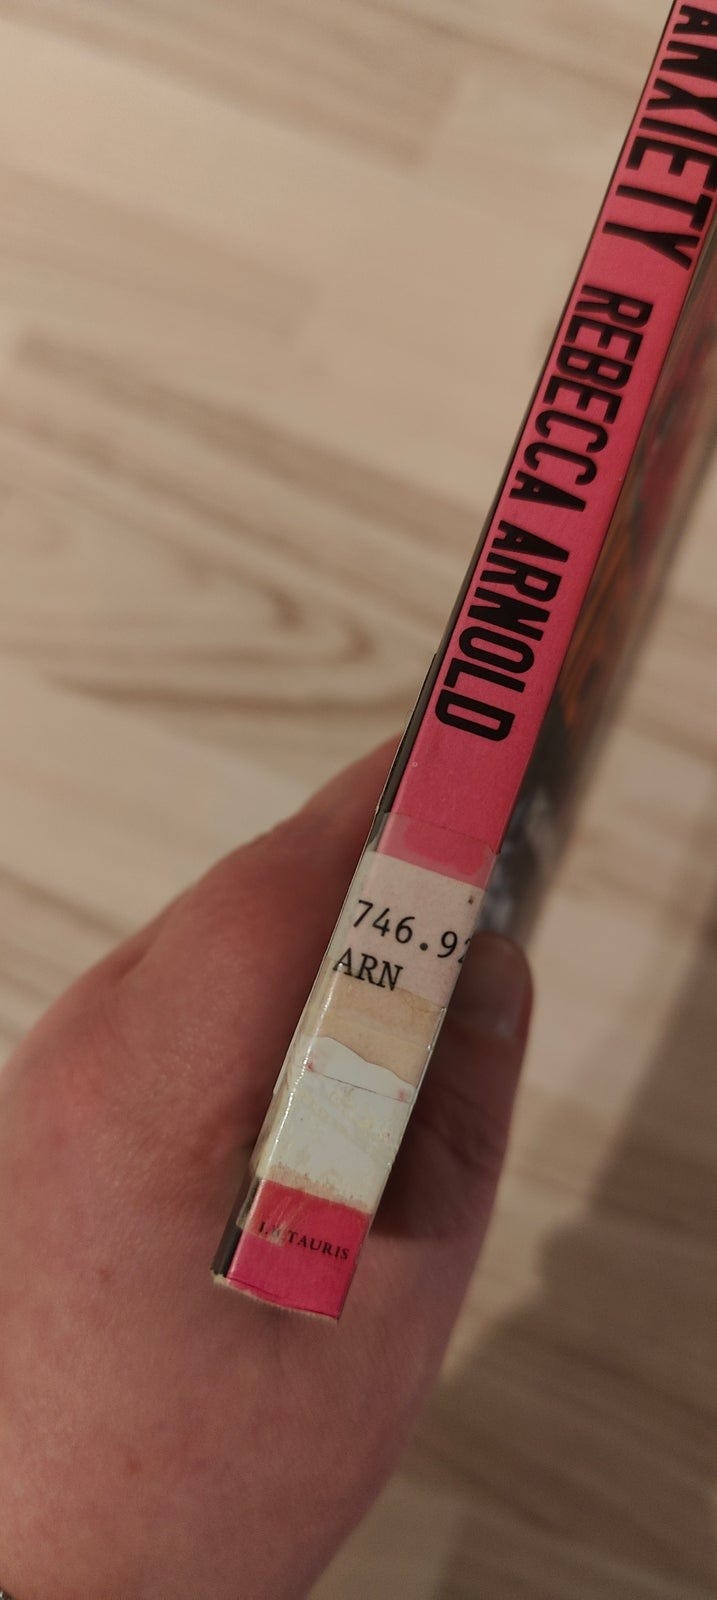 ANXIETY REBECCA ARNOLD
746.92
ARN
I.B.TAURIS